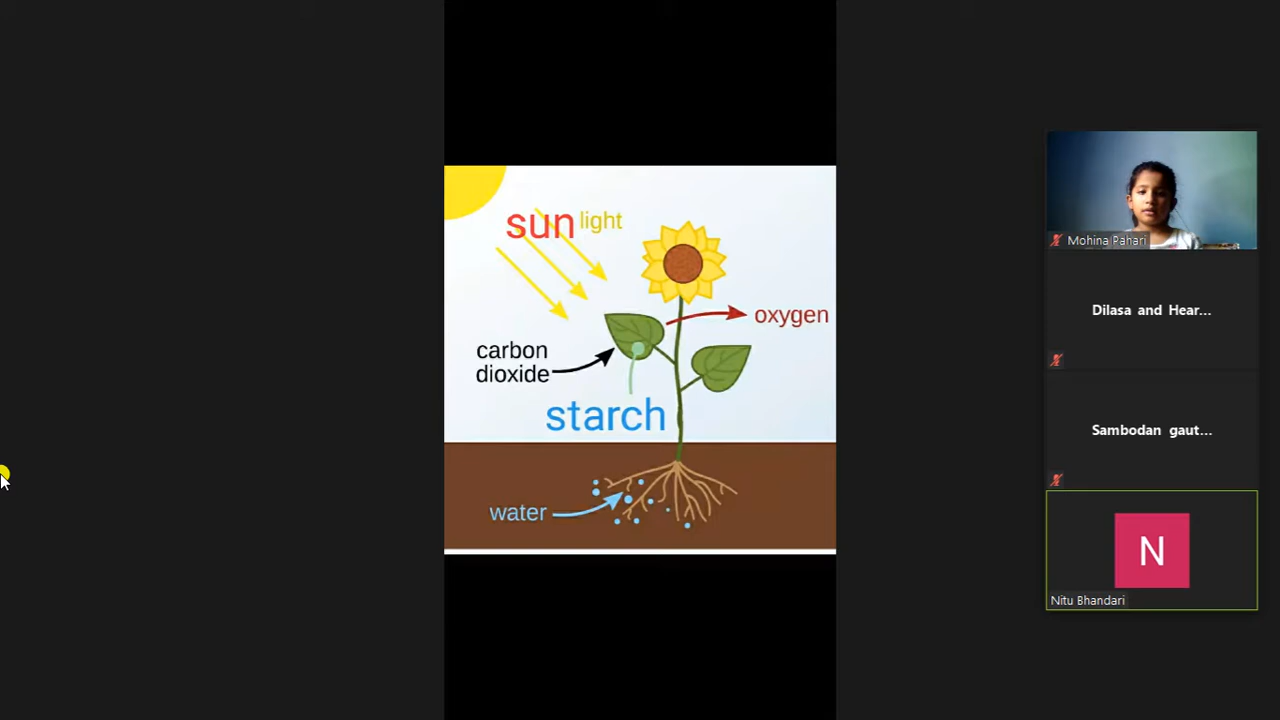 sun light
oxygen
carbon
dioxide
starch
water
Mohina Pahari
Dilasa and Hear...
Sambodan gaut...
N
Nitu Bhandari